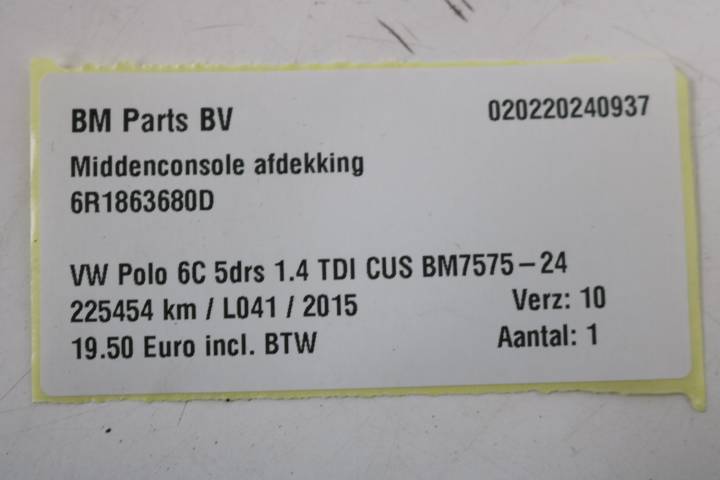 BM Parts BV 020220240937
Middenconsole afdekking
6R1863680D
VW Polo 6C 5drs 1.4 TDI CUS BM7575-24
225454 km / L041 / 2015 Verz: 10
19.50 Euro incl. BTW Aantal: 1